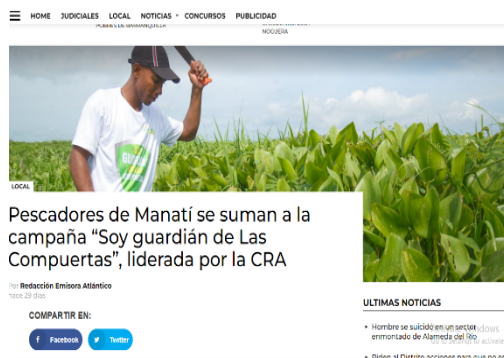 HOME JUDICIALES LOCAL NOTICIAS CONCURSOS PUBLICIDAD
NOGUERA
LOCAL
Pescadores de Manatí se suman a la
campaña “Soy guardián de Las
Compuertas”, liderada por la CRA
Por Redacción Emisora Atlántico
hace 29 días
COMPARTIR EN:
Facebook
Twitter
ULTIMAS NOTICIAS
Hombre se suicidó en un sector
enmontado de Alameda del Río
Piden al Distrito acciones para que no